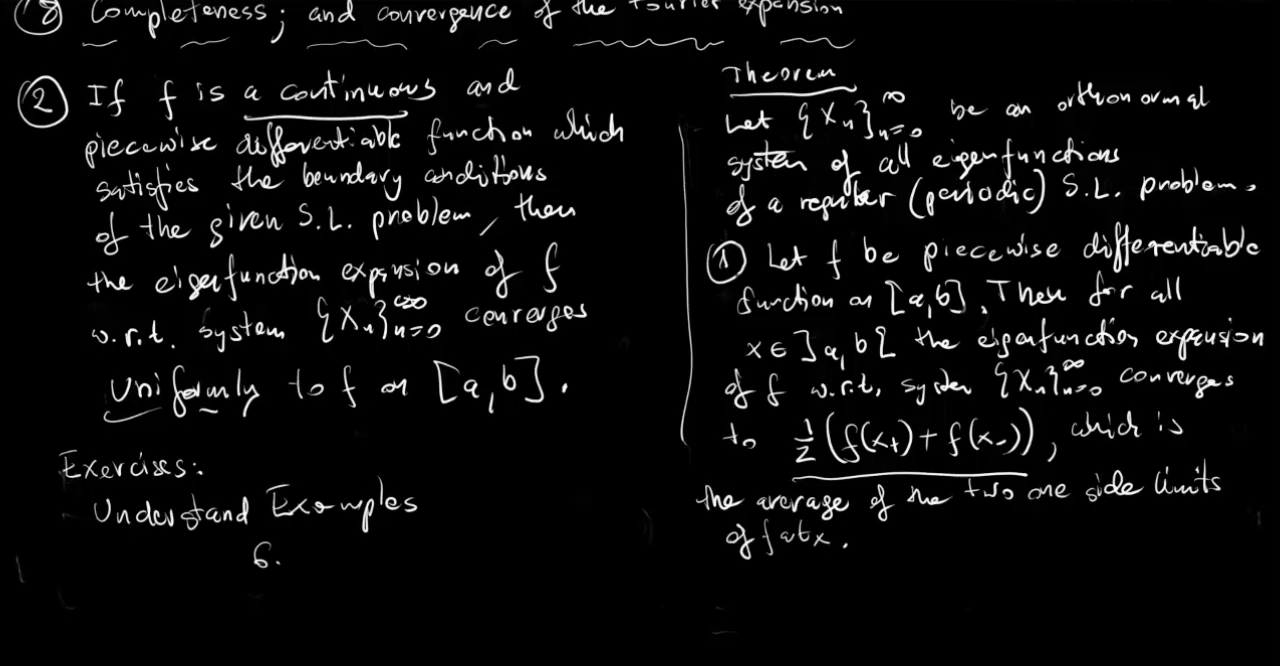 8 Completeness; and convergence of the Fourier expansion
Theorem
Let {Xn}n=0^∞ be an orthonormal
system of all eigenfunctions
of a regular (periodic) S.L. problem.
① Let f be piecewise differentiable
function on [a,b]. Then for all
x ∈ ]a, b[ the eigenfunction expansion
of f w.r.t. system {Xn}n=0^∞ converges
to 1/2 (f(x+) + f(x-)), which is
the average of the two one side limits
of f at x.
② If f is a continuous and
piecewise differentiable function which
satisfies the boundary conditions
of the given S.L. problem, then
the eigenfunction expansion of f
w.r.t. system {Xn}n=0^∞ converges
Uniformly to f on [a,b].
Exercises:
Understand Examples
6.